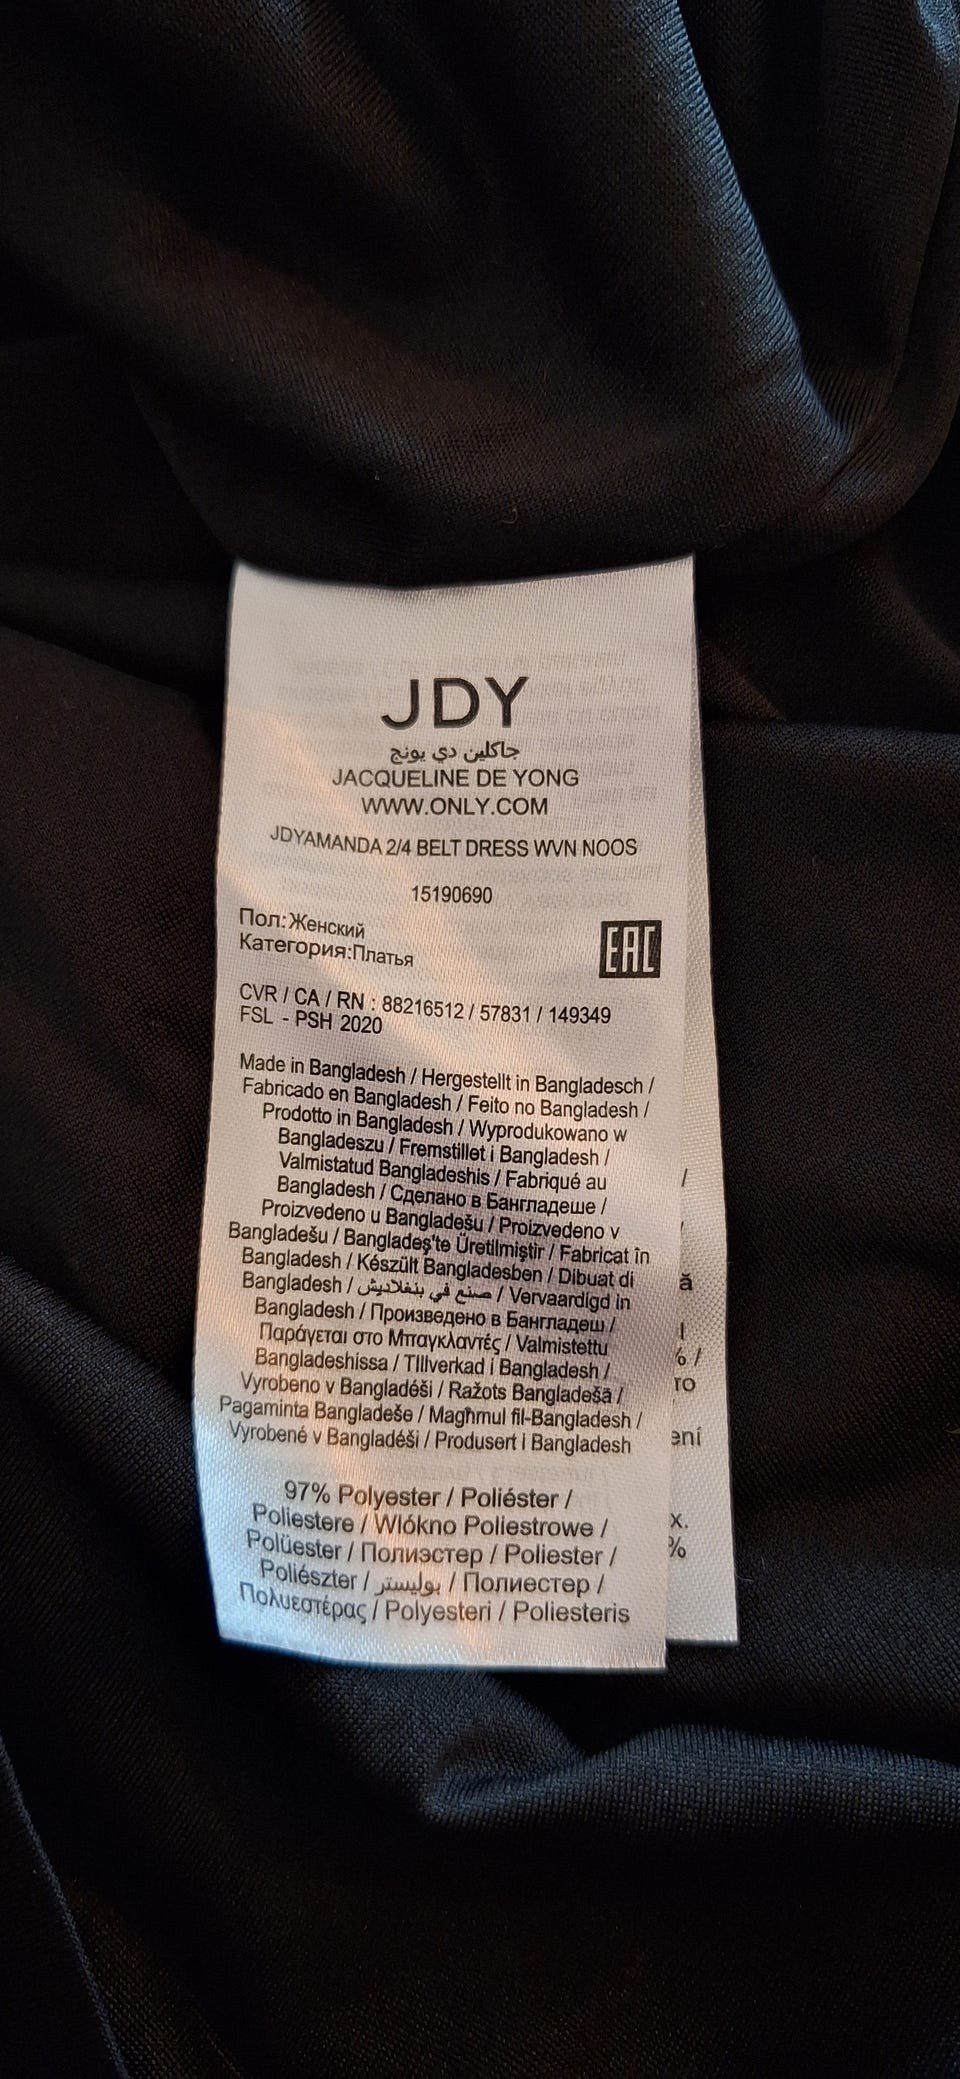 JDY
جاكلين دي يونج
JACQUELINE DE YONG
WWW.ONLY.COM
JDYAMANDA 2/4 BELT DRESS WVN NOOS
15190690
Пол:Женский
Категория:Платья
EAC
CVR / CA / RN : 88216512 / 57831 / 149349
FSL - PSH 2020
Made in Bangladesh / Hergestellt in Bangladesch /
Fabricado en Bangladesh / Feito no Bangladesh /
Prodotto in Bangladesh / Wyprodukowano w
Bangladeszu / Fremstillet i Bangladesh /
Valmistatud Bangladeshis / Fabriqué au
Bangladesh / Сделано в Бангладеше /
Proizvedeno u Bangladešu / Proizvedeno v
Bangladešu / Bangladeş'te Üretilmiştir / Fabricat în
Bangladesh / Készült Bangladesben / Dibuat di
Bangladesh / صنع في بنغلاديش / Vervaardigd in
Bangladesh / Произведено в Бангладеш /
Παράγεται στο Μπαγκλαντές / Valmistettu
Bangladeshissa / TIllverkad i Bangladesh /
Vyrobeno v Bangladéši / Ražots Bangladešā /
Pagaminta Bangladeše / Magħmul fil-Bangladesh /
Vyrobené v Bangladéši / Produsert i Bangladesh
97% Polyester / Poliéster /
Poliestere / Wlókno Poliestrowe /
Polüester / Полиэстер / Poliester /
Poliészter / بوليستر / Полиестер /
Πολυεστέρας / Polyesteri / Poliesteris